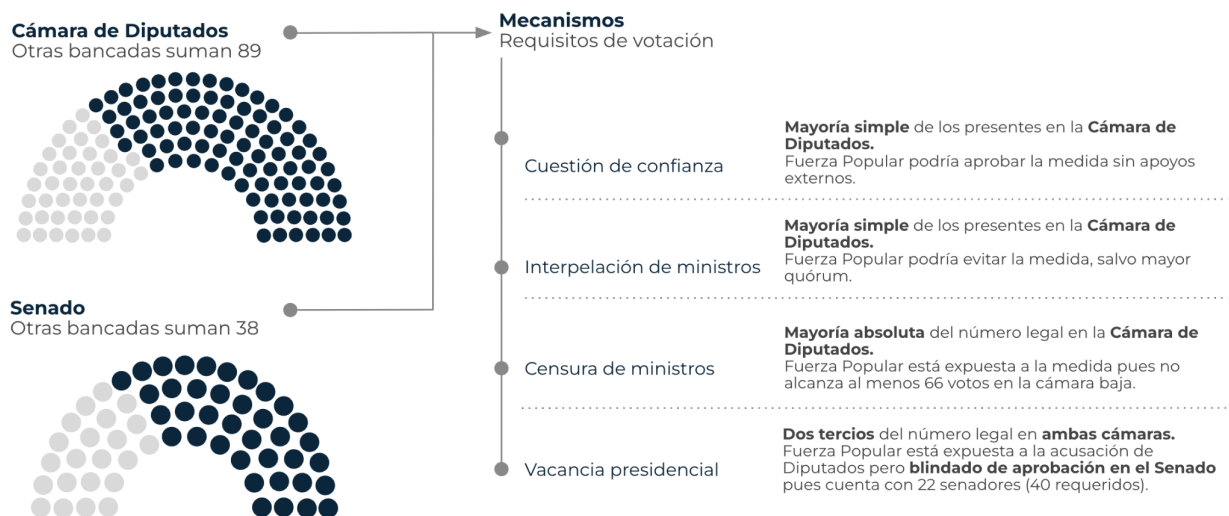 Cámara de Diputados
Otras bancadas suman 89
Mecanismos
Requisitos de votación
Cuestión de confianza
Mayoría simple de los presentes en la Cámara de
Diputados.
Fuerza Popular podría aprobar la medida sin apoyos
externos.
Interpelación de ministros
Mayoría simple de los presentes en la Cámara de
Diputados.
Fuerza Popular podría evitar la medida, salvo mayor
quórum.
Senado
Otras bancadas suman 38
Censura de ministros
Mayoría absoluta del número legal en la Cámara de
Diputados.
Fuerza Popular está expuesta a la medida pues no
alcanza al menos 66 votos en la cámara baja.
Vacancia presidencial
Dos tercios del número legal en ambas cámaras.
Fuerza Popular está expuesta a la acusación de
Diputados pero blindado de aprobación en el Senado
pues cuenta con 22 senadores (40 requeridos).